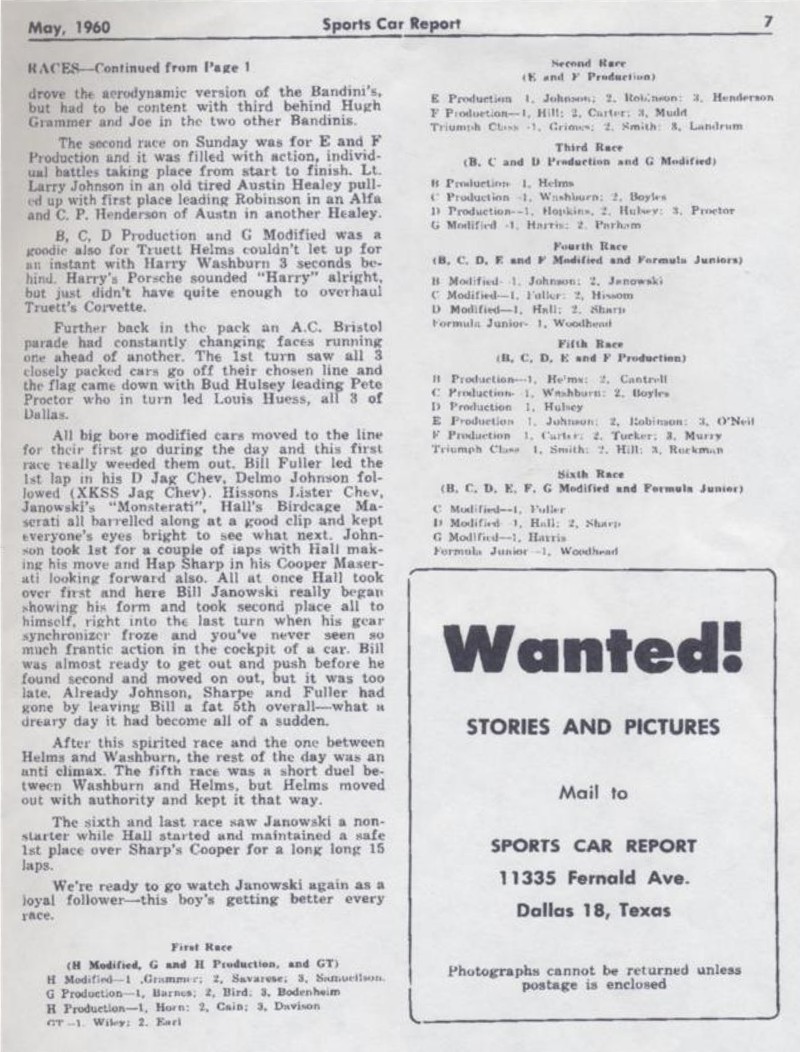 May, 1960
Sports Car Report
7
RACES—Continued from Page 1
drove the aerodynamic version of the Bandini's,
but had to be content with third behind Hugh
Grammer and Joe in the two other Bandinis.
The second race on Sunday was for E and F
Production and it was filled with action, individ-
ual battles taking place from start to finish. Lt.
Larry Johnson in an old tired Austin Healey pull-
ed up with first place leading Robinson in an Alfa
and C. P. Henderson of Austn in another Healey.
B, C, D Production and G Modified was a
goodie also for Truett Helms couldn't let up for
an instant with Harry Washburn 3 seconds be-
hind. Harry's Porsche sounded "Harry" alright,
but just didn't have quite enough to overhaul
Truett's Corvette.
Further back in the pack an A.C. Bristol
parade had constantly changing faces running
one ahead of another. The 1st turn saw all 3
closely packed cars go off their chosen line and
the flag came down with Bud Hulsey leading Pete
Proctor who in turn led Louis Huess, all 3 of
Dallas.
All big bore modified cars moved to the line
for their first go during the day and this first
race really weeded them out. Bill Fuller led the
1st lap in his D Jag Chev, Delmo Johnson fol-
lowed (XKSS Jag Chev). Hissons Lister Chev,
Janowski's "Monsterati", Hall's Birdcage Ma-
serati all barrelled along at a good clip and kept
everyone's eyes bright to see what next. John-
son took 1st for a couple of laps with Hall mak-
ing his move and Hap Sharp in his Cooper Maser-
ati looking forward also. All at once Hall took
over first and here Bill Janowski really began
showing his form and took second place all to
himself, right into the last turn when his gear
synchronizer froze and you've never seen so
much frantic action in the cockpit of a car. Bill
was almost ready to get out and push before he
found second and moved on out, but it was too
late. Already Johnson, Sharpe and Fuller had
gone by leaving Bill a fat 5th overall—what a
dreary day it had become all of a sudden.
After this spirited race and the one between
Helms and Washburn, the rest of the day was an
anti climax. The fifth race was a short duel be-
tween Washburn and Helms, but Helms moved
out with authority and kept it that way.
The sixth and last race saw Janowski a non-
starter while Hall started and maintained a safe
1st place over Sharp's Cooper for a long long 15
laps.
We're ready to go watch Janowski again as a
loyal follower—this boy's getting better every
race.
First Race
(H Modified, G and H Production, and GT)
H Modified—1 ,Grammer; 2, Savarese; 3, Samuellson.
G Production—1, Barnes; 2, Bird; 3, Bodenheim
H Production—1, Horn; 2, Cain; 3, Davison
GT—1, Wiley; 2, Earl
Second Race
(E and F Production)
E Production 1, Johnson; 2, Robinson; 3, Henderson
F Production—1, Hill; 2, Carter; 3, Mudd
Triumph Class -1, Grimes; 2, Smith; 3, Landrum
Third Race
(B, C and D Production and G Modified)
B Production- 1, Helms
C Production -1, Washburn; 2, Boyles
D Production—1, Hopkins, 2, Hulsey; 3, Proctor
G Modified -1, Harris; 2, Parham
Fourth Race
(B, C, D, E and F Modified and Formula Juniors)
B Modified- 1, Johnson; 2, Janowski
C Modified—1, Fuller; 2, Hissom
D Modified—1, Hall; 2, Sharp
Formula Junior- 1, Woodhead
Fifth Race
(B, C, D, E and F Production)
B Production—1, Helms; 2, Cantrell
C Production- -1, Washburn; 2, Boyles
D Production 1, Hulsey
E Production 1, Johnson; 2, Robinson; 3, O'Neil
F Production 1, Carter; 2, Tucker; 3, Murry
Triumph Class 1, Smith; 2, Hill; 3, Ruckman
Sixth Race
(B, C, D, E, F, G Modified and Formula Junior)
C Modified—1, Fuller
D Modified 1, Hall; 2, Sharp
G Modified—1, Harris
Formula Junior -1, Woodhead
Wanted!
STORIES AND PICTURES
Mail to
SPORTS CAR REPORT
11335 Fernald Ave.
Dallas 18, Texas
Photographs cannot be returned unless
postage is enclosed